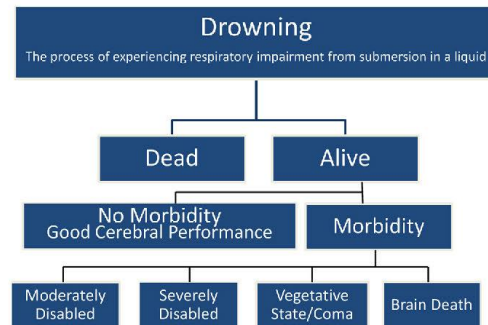 Drowning
The process of experiencing respiratory impairment from submersion in a liquid
Dead
Alive
No Morbidity
Good Cerebral Performance
Morbidity
Moderately
Disabled
Severely
Disabled
Vegetative
State/Coma
Brain Death